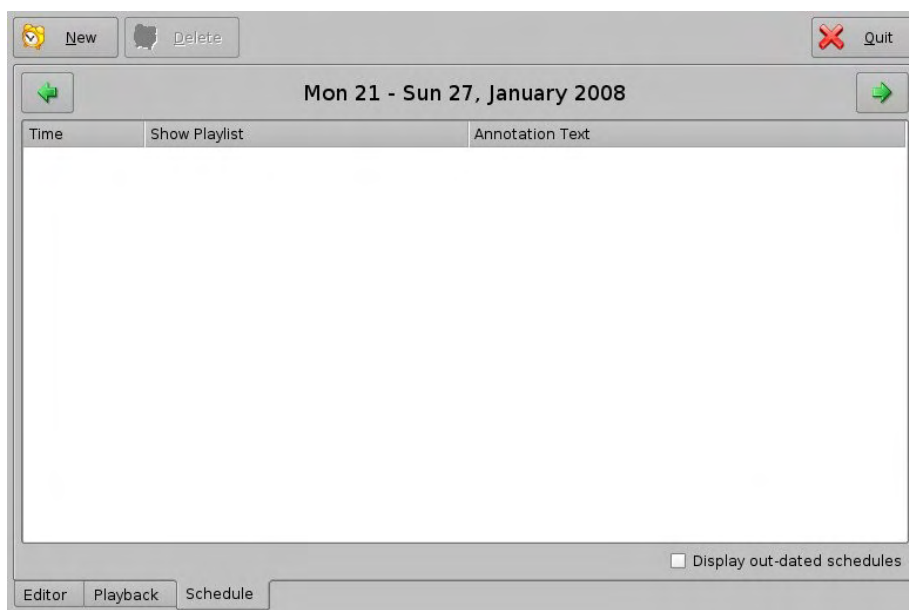 New Delete Quit
Mon 21 - Sun 27, January 2008
Time Show Playlist Annotation Text
Display out-dated schedules
Editor Playback Schedule